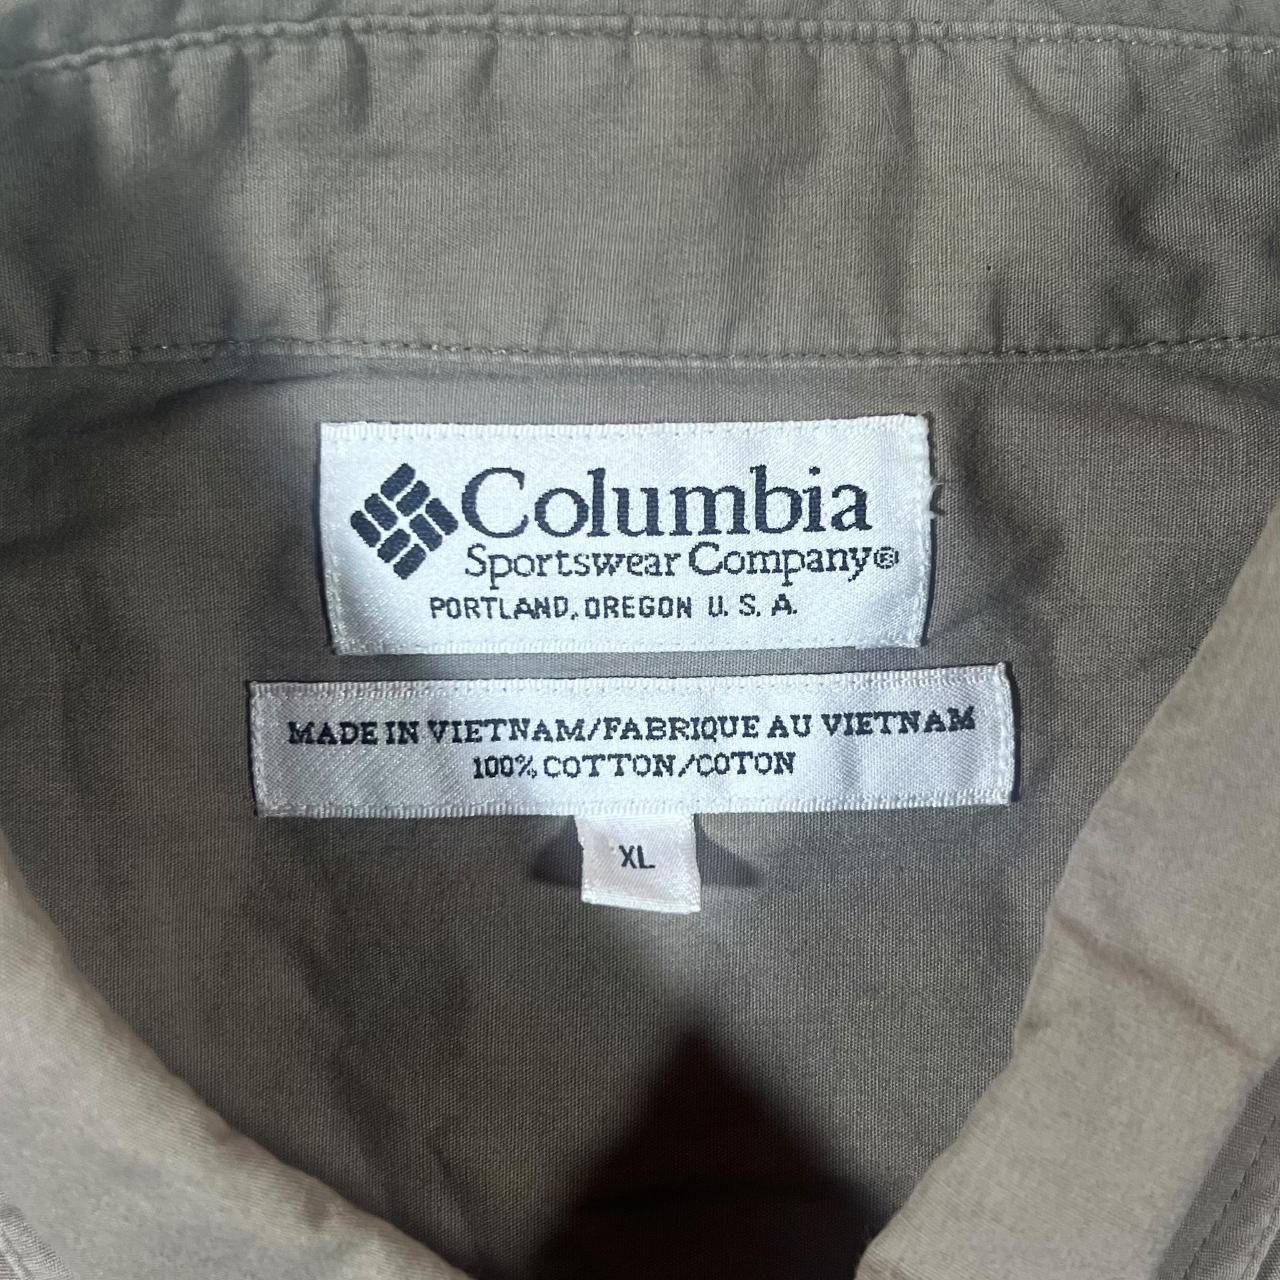 Columbia
Sportswear Company®
PORTLAND, OREGON U. S. A.
MADE IN VIETNAM/FABRIQUE AU VIETNAM
100% COTTON/COTON
XL